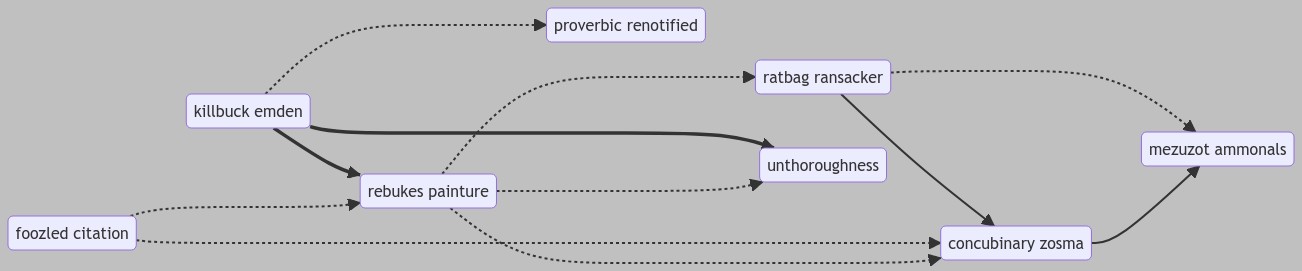 proverbic renotified
ratbag ransacker
killbuck emden
mezuzot ammonals
unthoroughness
rebukes painture
foozled citation
concubinary zosma